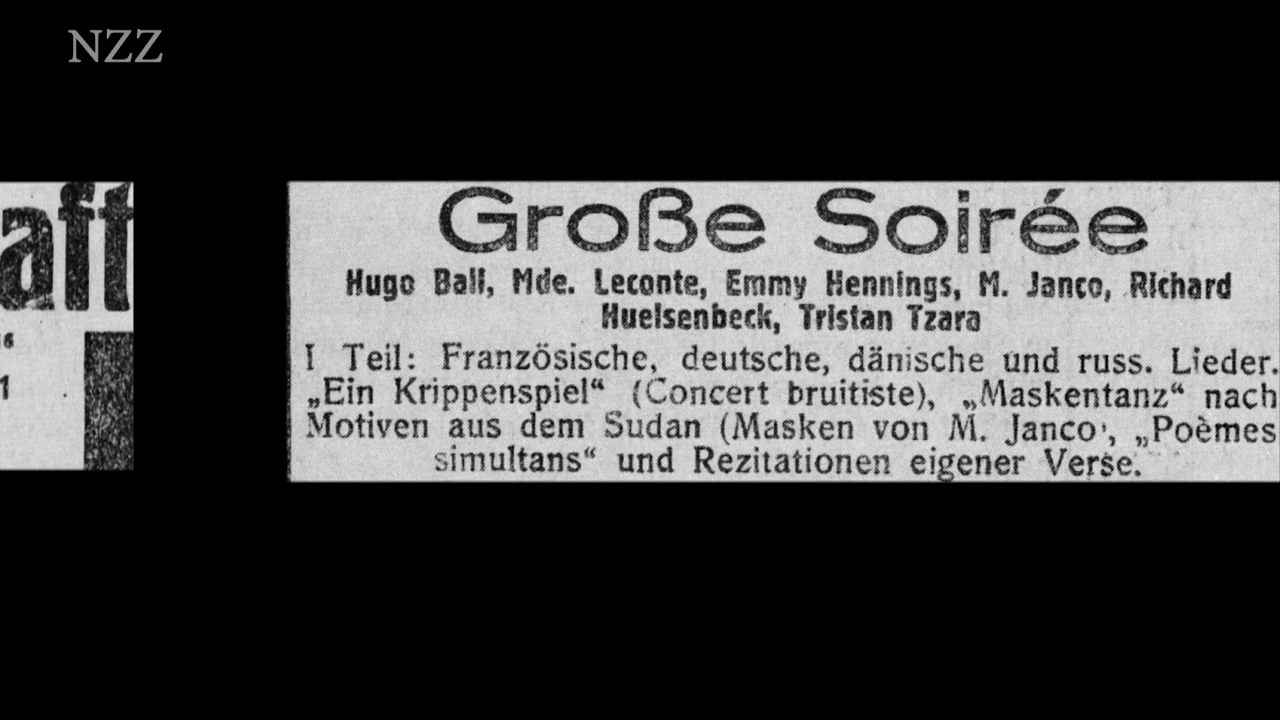 NZZ
aft
16
1
Große Soirée
Hugo Ball, Mde. Leconte, Emmy Hennings, M. Janco, Richard
Huelsenbeck, Tristan Tzara
I Teil: Französische, deutsche, dänische und russ. Lieder.
„Ein Krippenspiel“ (Concert bruitiste), „Maskentanz“ nach
Motiven aus dem Sudan (Masken von M. Janco', „Poèmes
simultans“ und Rezitationen eigener Verse.